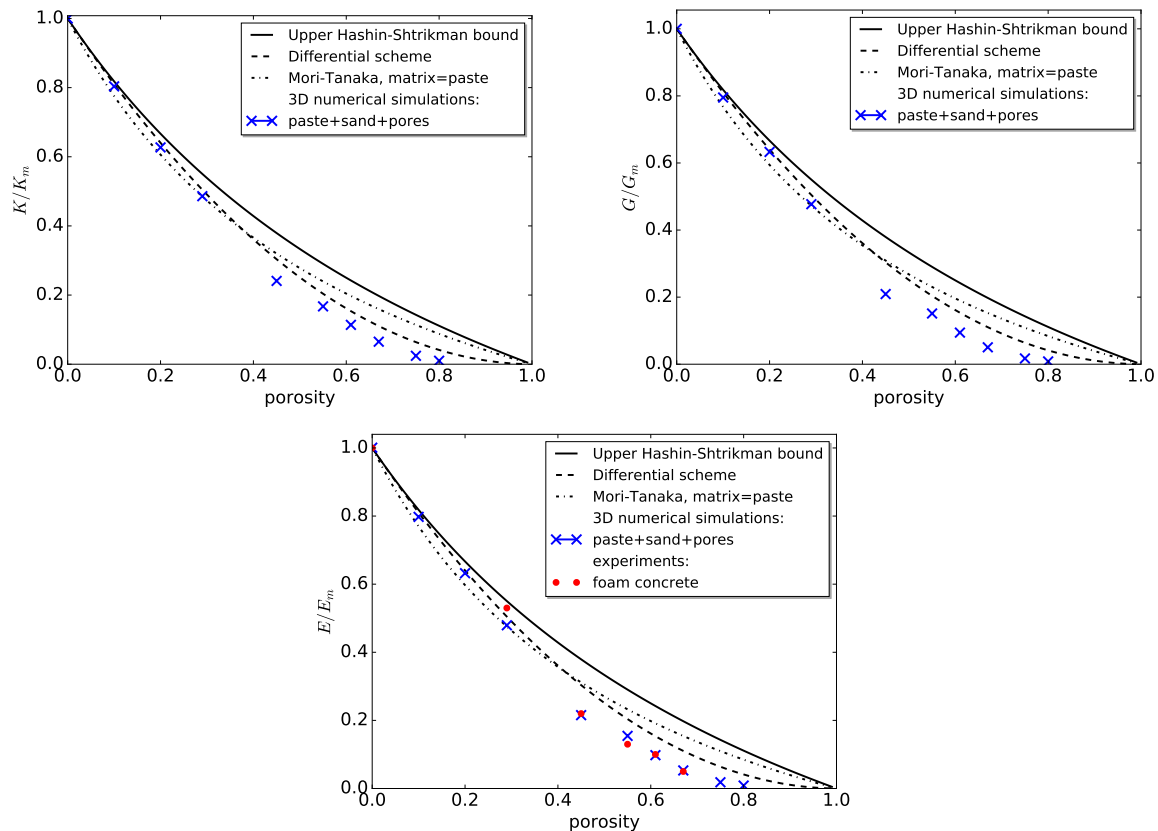 1.0
0.8
0.6
0.4
0.2
0.0
K/Km
0.0 0.2 0.4 0.6 0.8 1.0
porosity
Upper Hashin-Shtrikman bound
Differential scheme
Mori-Tanaka, matrix=paste
3D numerical simulations:
paste+sand+pores
1.0
0.8
0.6
0.4
0.2
0.0
G/Gm
0.0 0.2 0.4 0.6 0.8 1.0
porosity
Upper Hashin-Shtrikman bound
Differential scheme
Mori-Tanaka, matrix=paste
3D numerical simulations:
paste+sand+pores
1.0
0.8
0.6
0.4
0.2
0.0
E/Em
0.0 0.2 0.4 0.6 0.8 1.0
porosity
Upper Hashin-Shtrikman bound
Differential scheme
Mori-Tanaka, matrix=paste
3D numerical simulations:
paste+sand+pores
experiments:
foam concrete